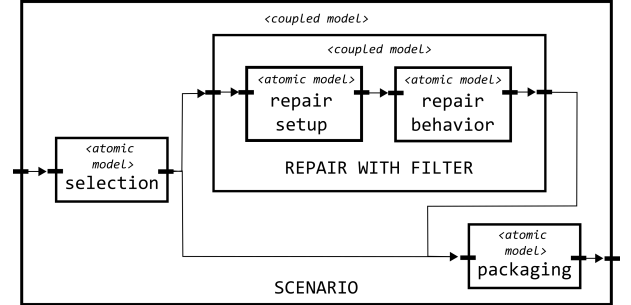 <coupled model>
<coupled model>
<atomic model>
repair
setup
<atomic model>
repair
behavior
REPAIR WITH FILTER
<atomic
model>
selection
<atomic
model>
packaging
SCENARIO